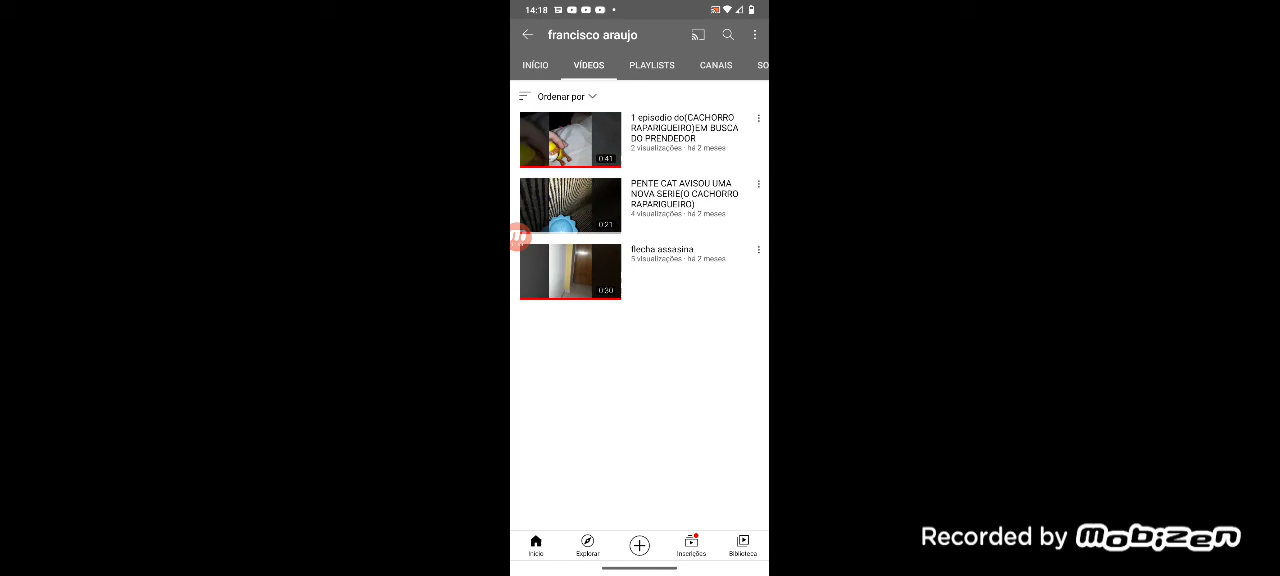 14:18
francisco araujo
INÍCIO VÍDEOS PLAYLISTS CANAIS SO
Ordenar por
1 episodio do(CACHORRO
RAPARIGUEIRO)EM BUSCA
DO PRENDEDOR
2 visualizações · há 2 meses
0:41
PENTE CAT AVISOU UMA
NOVA SERIE(O CACHORRO
RAPARIGUEIRO)
4 visualizações · há 2 meses
0:21
flecha assasina
5 visualizações · há 2 meses
0:30
Início Explorar Inscrições Biblioteca
Recorded by mobizen